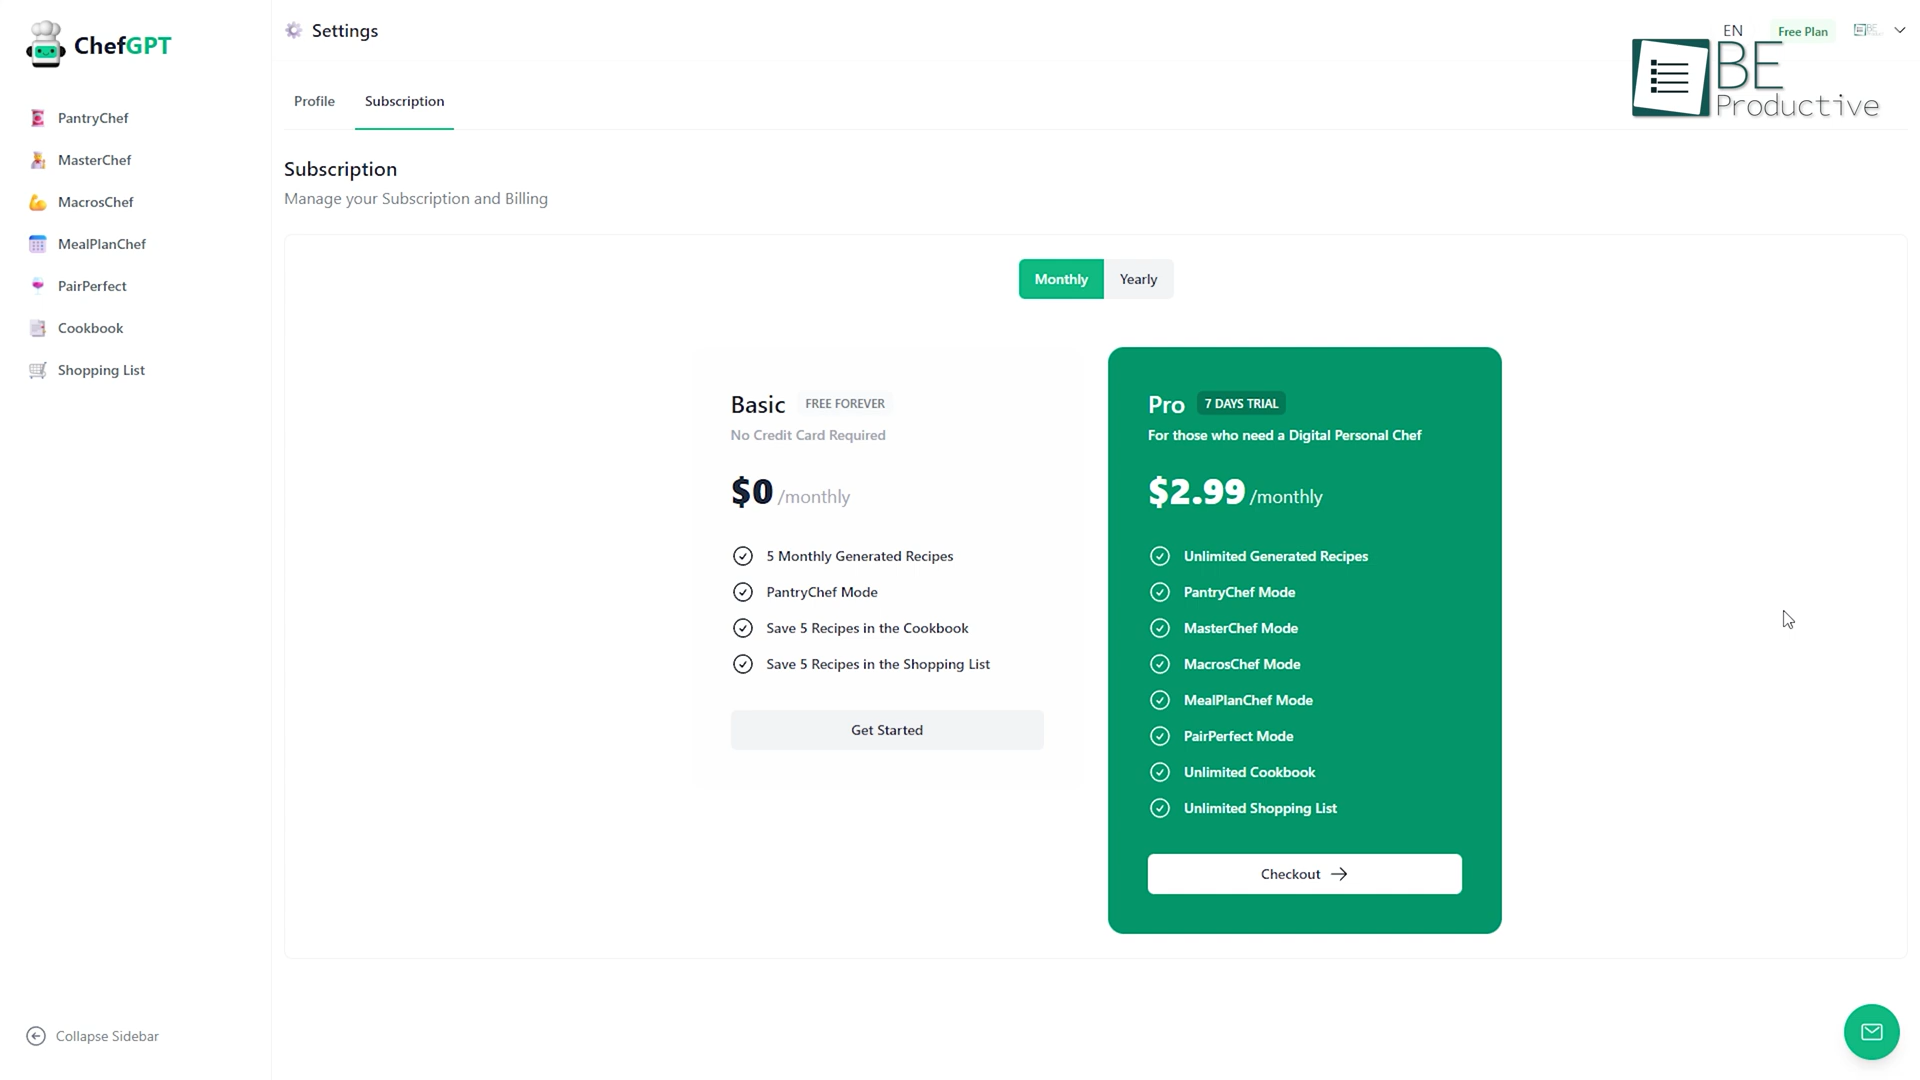 ChefGPT
Settings
EN
Free Plan
BE
Productive
PantryChef
MasterChef
MacrosChef
MealPlanChef
PairPerfect
Cookbook
Shopping List
Profile
Subscription
Subscription
Manage your Subscription and Billing
Monthly
Yearly
Basic
FREE FOREVER
No Credit Card Required
$0 /monthly
5 Monthly Generated Recipes
PantryChef Mode
Save 5 Recipes in the Cookbook
Save 5 Recipes in the Shopping List
Get Started
Pro
7 DAYS TRIAL
For those who need a Digital Personal Chef
$2.99 /monthly
Unlimited Generated Recipes
PantryChef Mode
MasterChef Mode
MacrosChef Mode
MealPlanChef Mode
PairPerfect Mode
Unlimited Cookbook
Unlimited Shopping List
Checkout
Collapse Sidebar